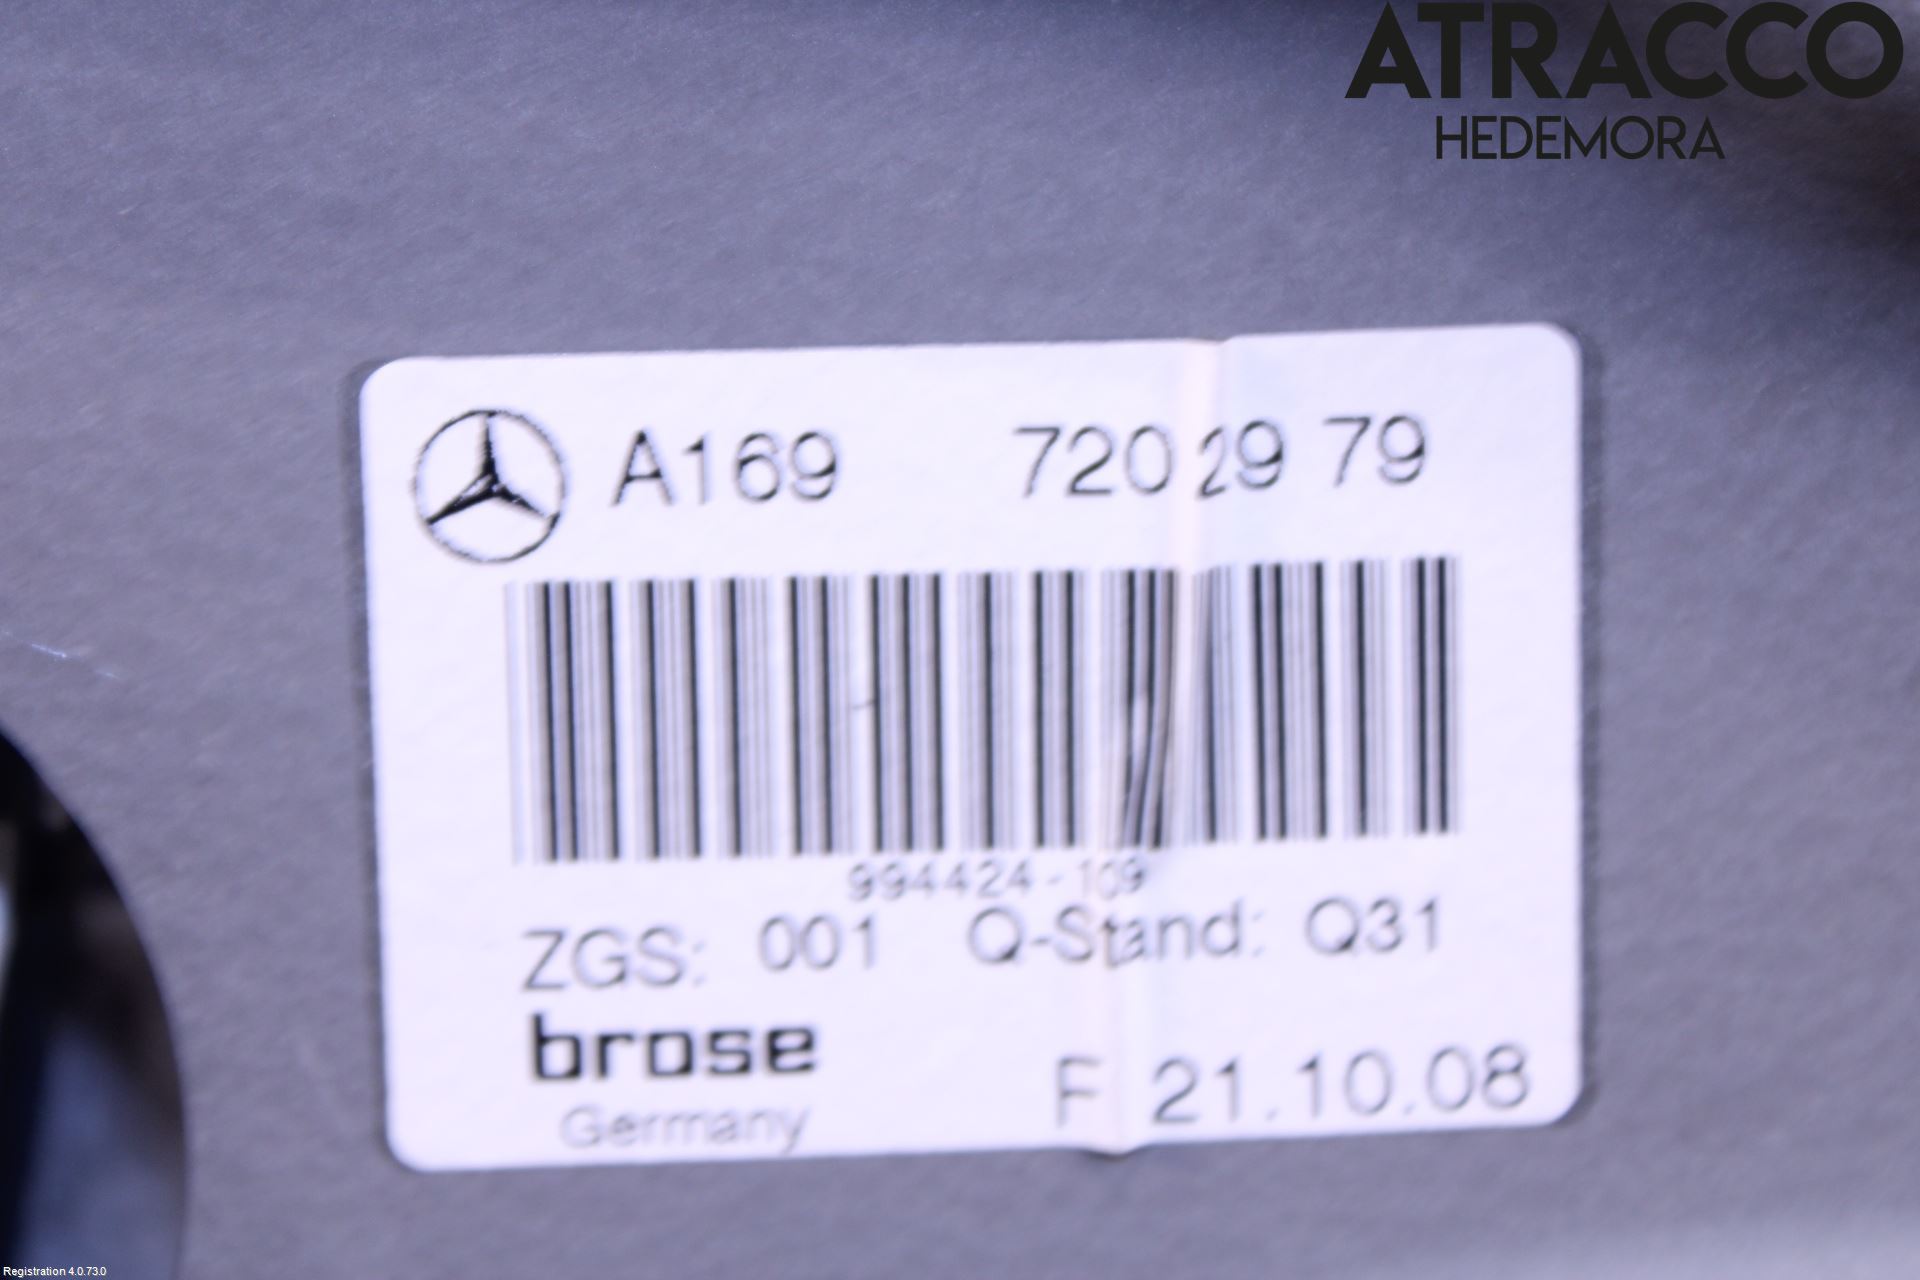 ATRACCO
HEDEMORA
A169 720 29 79
994424-109
ZGS: 001 Q-Stand: Q31
brose
Germany
F 21.10.08
Registration 4.0.73.0